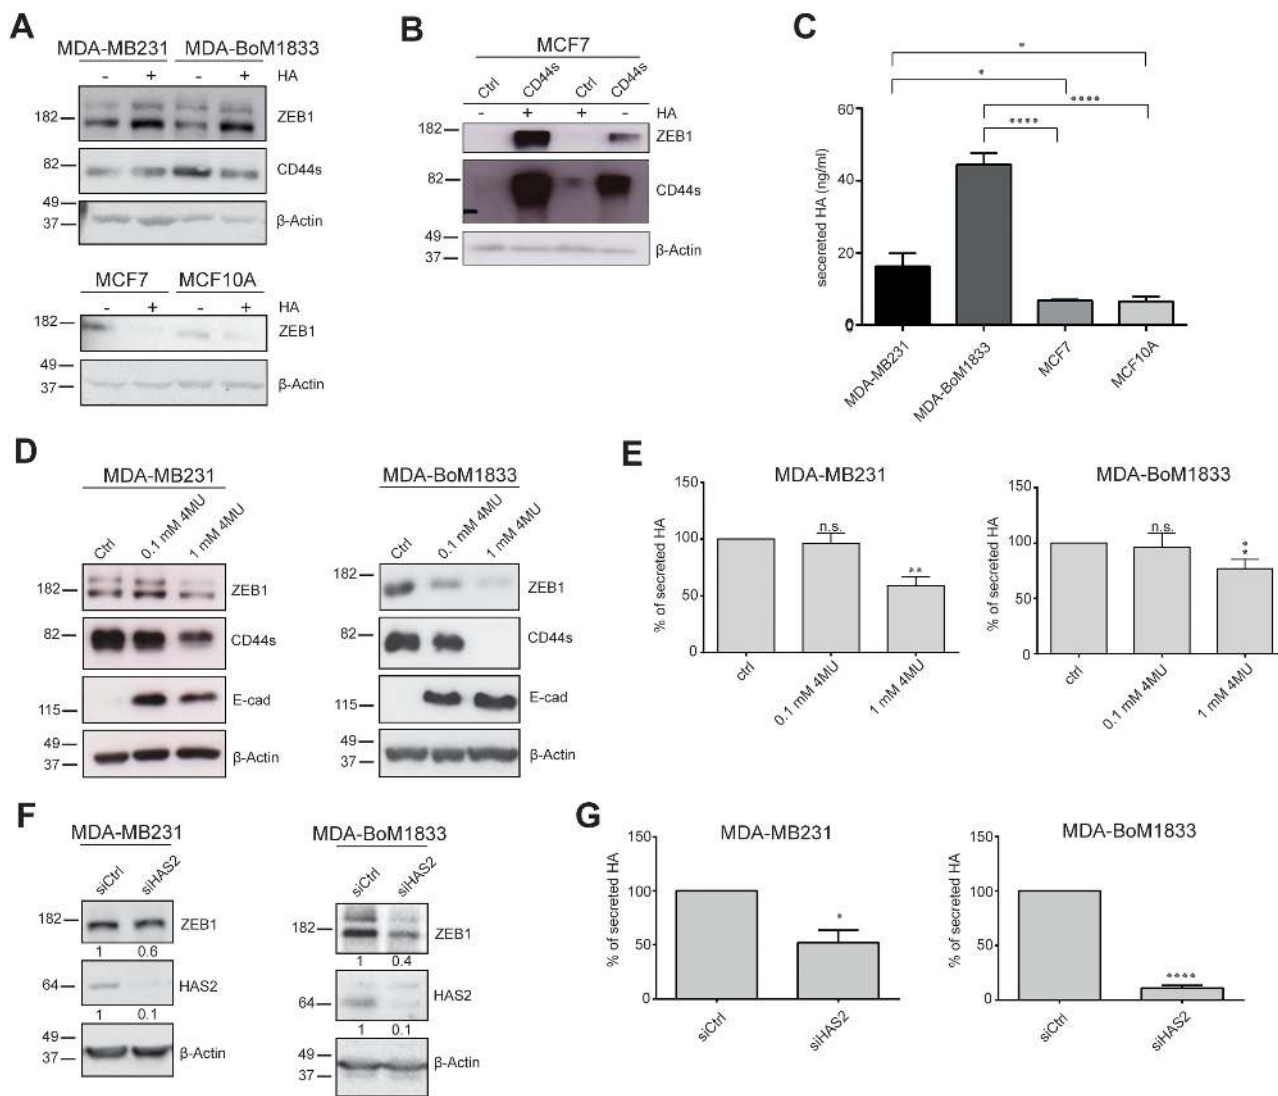 A
MDA-MB231 MDA-BoM1833
- + - + HA
182 ZEB1
82 CD44s
49
37 β-Actin
MCF7 MCF10A
- + - + HA
182 ZEB1
49
37 β-Actin
B
MCF7
Ctrl CD44s Ctrl CD44s
- + + - HA
182 ZEB1
82 CD44s
49
37 β-Actin
C
* 
*
****
****
secereted HA (ng/ml)
60
40
20
0
MDA-MB231 MDA-BoM1833 MCF7 MCF10A
D
MDA-MB231
Ctrl 0.1 mM 4MU 1 mM 4MU
182 ZEB1
82 CD44s
115 E-cad
49
37 β-Actin
MDA-BoM1833
Ctrl 0.1 mM 4MU 1 mM 4MU
182 ZEB1
82 CD44s
115 E-cad
49
37 β-Actin
E
MDA-MB231
% of secreted HA
150
100
50
0
n.s.
**
ctrl 0.1 mM 4MU 1 mM 4MU
MDA-BoM1833
% of secreted HA
150
100
50
0
n.s.
*
*
ctrl 0.1 mM 4MU 1 mM 4MU
F
MDA-MB231
siCtrl siHAS2
182 ZEB1
1 0.6
64 HAS2
1 0.1
49
37 β-Actin
MDA-BoM1833
siCtrl siHAS2
182 ZEB1
1 0.4
64 HAS2
1 0.1
49
37 β-Actin
G
MDA-MB231
% of secreted HA
150
100
50
0
*
siCtrl siHAS2
MDA-BoM1833
% of secreted HA
150
100
50
0
****
siCtrl siHAS2